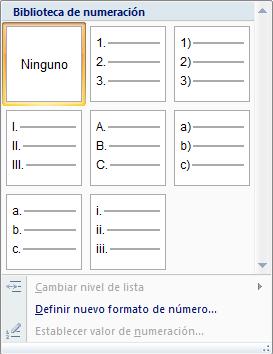 Biblioteca de numeración
Ninguno
1.
2.
3.
1)
2)
3)
I.
II.
III.
A.
B.
C.
a)
b)
c)
a.
b.
c.
i.
ii.
iii.
Cambiar nivel de lista
Definir nuevo formato de número...
Establecer valor de numeración...